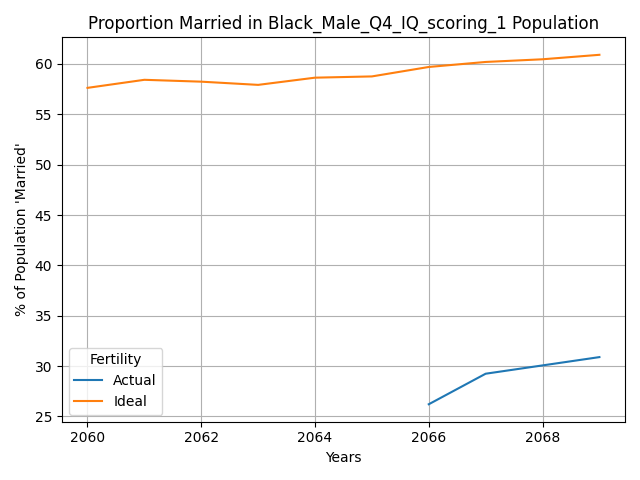 Proportion Married in Black_Male_Q4_IQ_scoring_1 Population
% of Population 'Married'
60
55
50
45
40
35
30
25
Fertility
Actual
Ideal
2060
2062
2064
2066
2068
Years